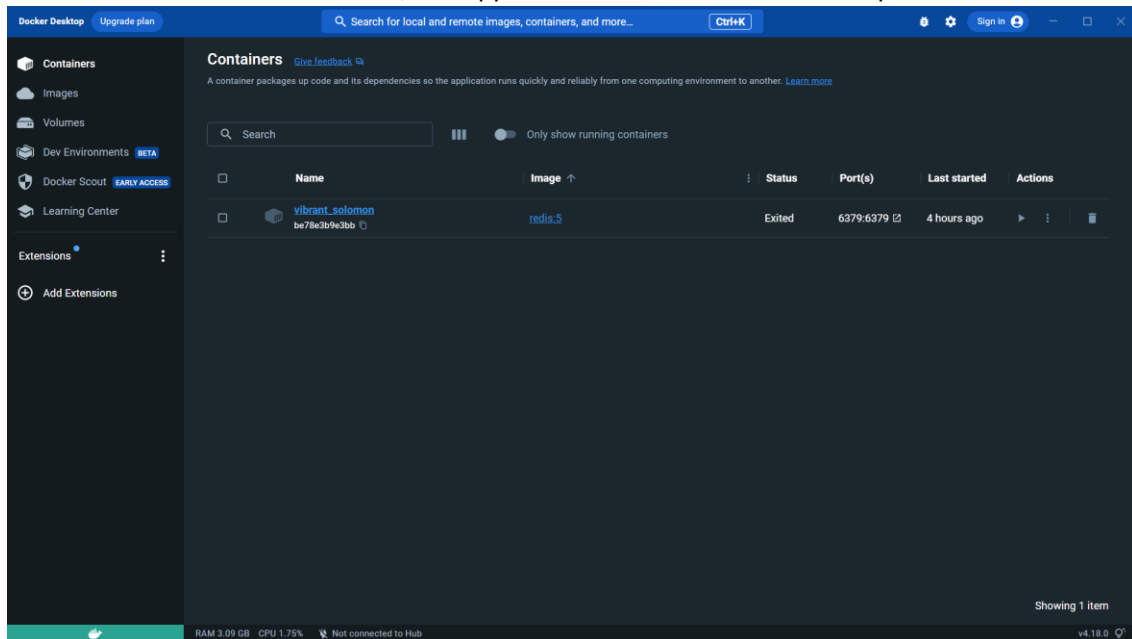 Docker Desktop Upgrade plan Search for local and remote images, containers, and more... Ctrl+K Sign in
Containers
Images
Volumes
Dev Environments BETA
Docker Scout EARLY ACCESS
Learning Center
Extensions
Add Extensions
Containers Give feedback
A container packages up code and its dependencies so the application runs quickly and reliably from one computing environment to another. Learn more
Search Only show running containers
Name Image ↑ Status Port(s) Last started Actions
vibrant_solomon redis:5 Exited 6379:6379 4 hours ago
be78e3b9e3bb
Showing 1 item
RAM 3.09 GB CPU 1.75% Not connected to Hub v4.18.0